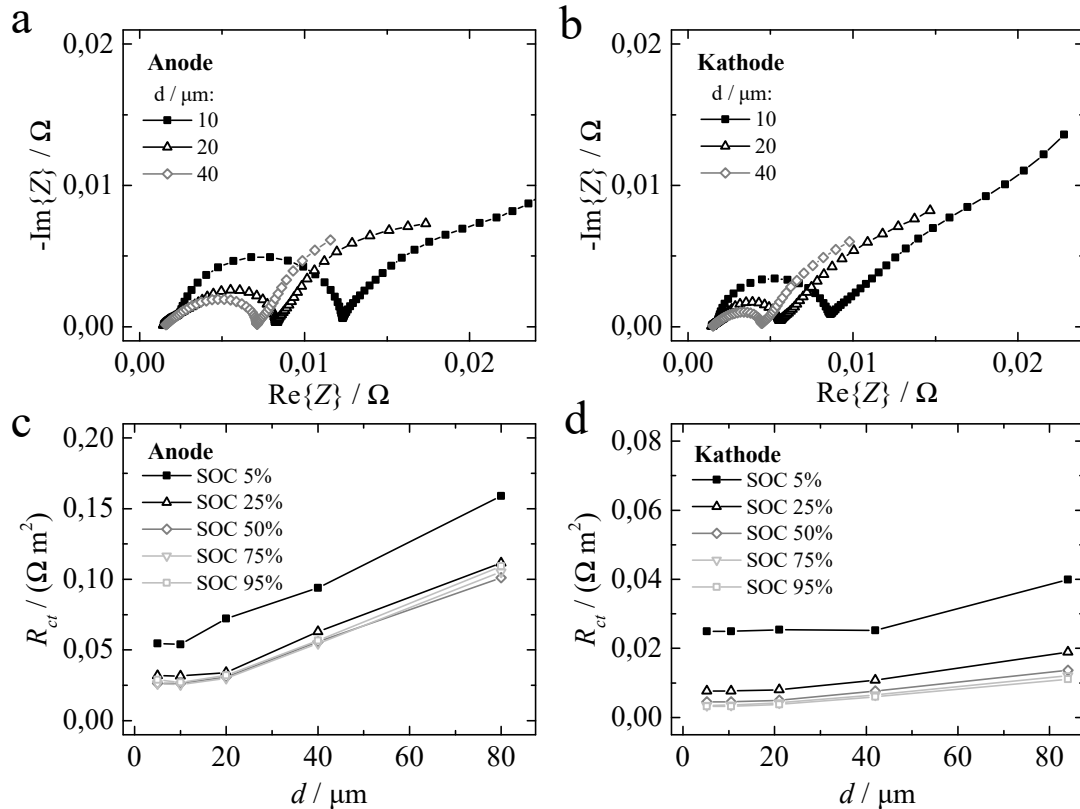 a
0,02
Anode
d / μm:
10
20
40
0,01
0,00
-Im{Z} / Ω
0,00 0,01 0,02
Re{Z} / Ω
b
0,02
Kathode
d / μm:
10
20
40
0,01
0,00
-Im{Z} / Ω
0,00 0,01 0,02
Re{Z} / Ω
c
0,20
0,15
0,10
0,05
0,00
Anode
SOC 5%
SOC 25%
SOC 50%
SOC 75%
SOC 95%
R_ct / (Ω m²)
0 20 40 60 80
d / μm
d
0,08
0,06
0,04
0,02
0,00
Kathode
SOC 5%
SOC 25%
SOC 50%
SOC 75%
SOC 95%
R_ct / (Ω m²)
0 20 40 60 80
d / μm